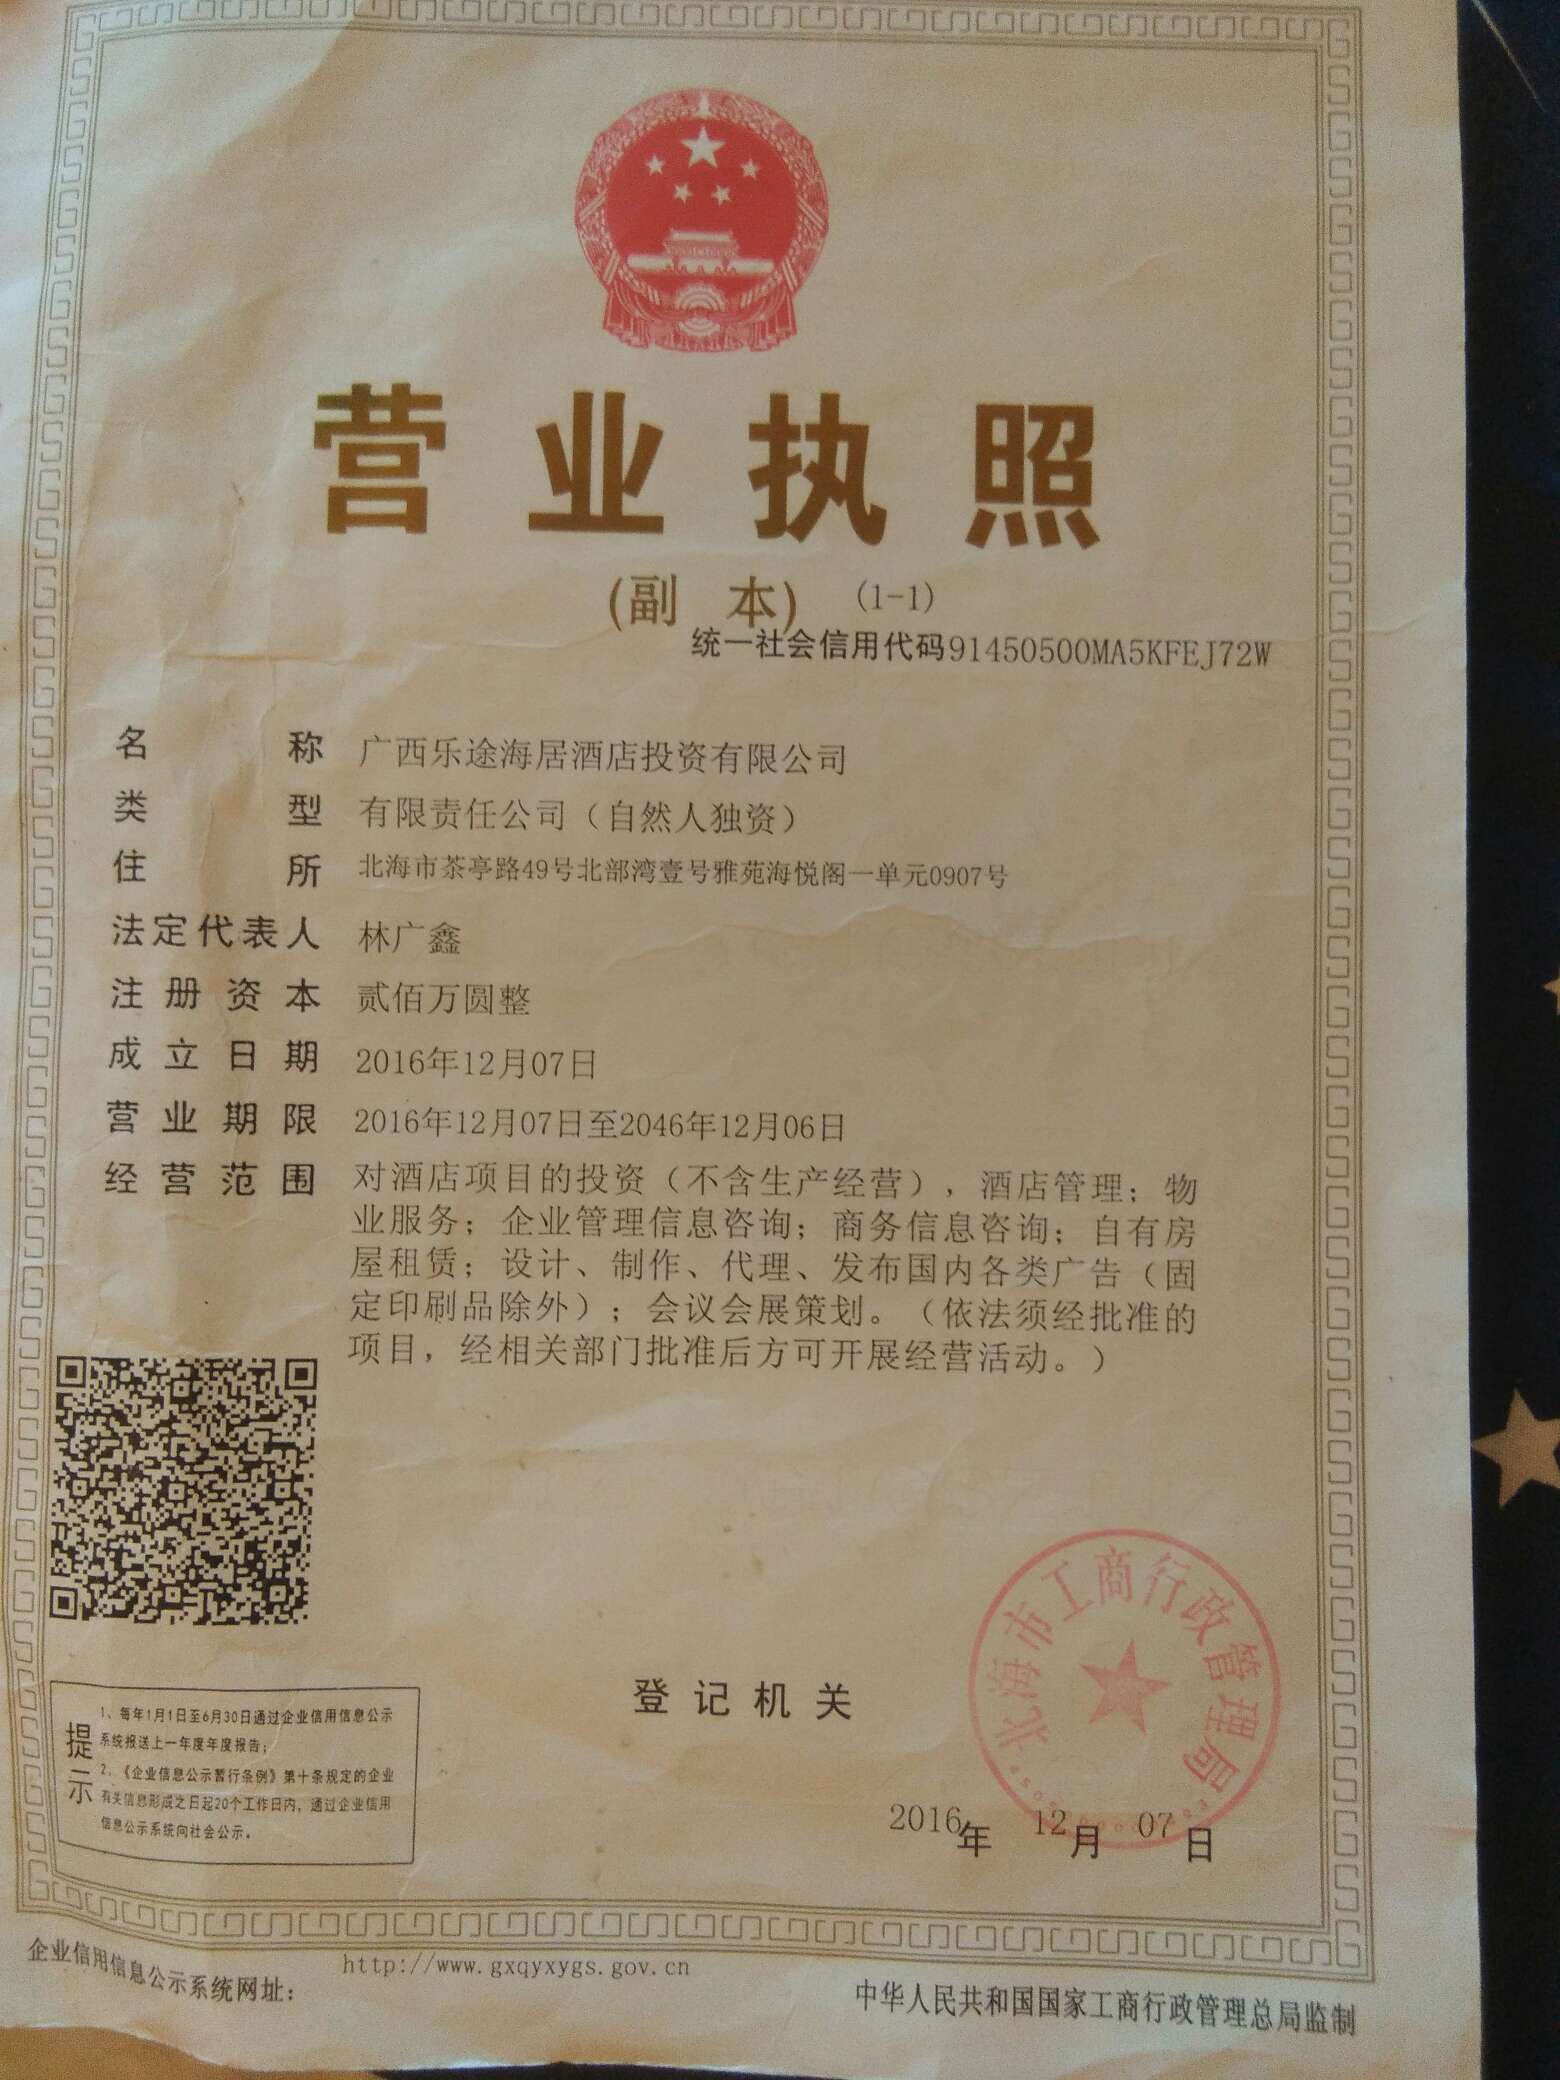 营业执照
(副 本) (1-1)
统一社会信用代码91450500MA5KFEJ72W
名 称 广西乐途海居酒店投资有限公司
类 型 有限责任公司（自然人独资）
住 所 北海市茶亭路49号北部湾壹号雅苑海悦阁一单元0907号
法定代表人 林广鑫
注册资本 贰佰万圆整
成立日期 2016年12月07日
营业期限 2016年12月07日至2046年12月06日
经营范围 对酒店项目的投资（不含生产经营），酒店管理；物
业服务；企业管理信息咨询；商务信息咨询；自有房
屋租赁；设计、制作、代理、发布国内各类广告（固
定印刷品除外）；会议会展策划。（依法须经批准的
项目，经相关部门批准后方可开展经营活动。）
提示
1、每年1月1日至6月30日通过企业信用信息公示
系统报送上一年度年度报告；
2、《企业信息公示暂行条例》第十条规定的企业
有关信息形成之日起20个工作日内，通过企业信用
信息公示系统向社会公示。
登记机关
北海市工商行政管理局
2016年 12月 07日
企业信用信息公示系统网址： http://www.gxqyxygs.gov.cn
中华人民共和国国家工商行政管理总局监制